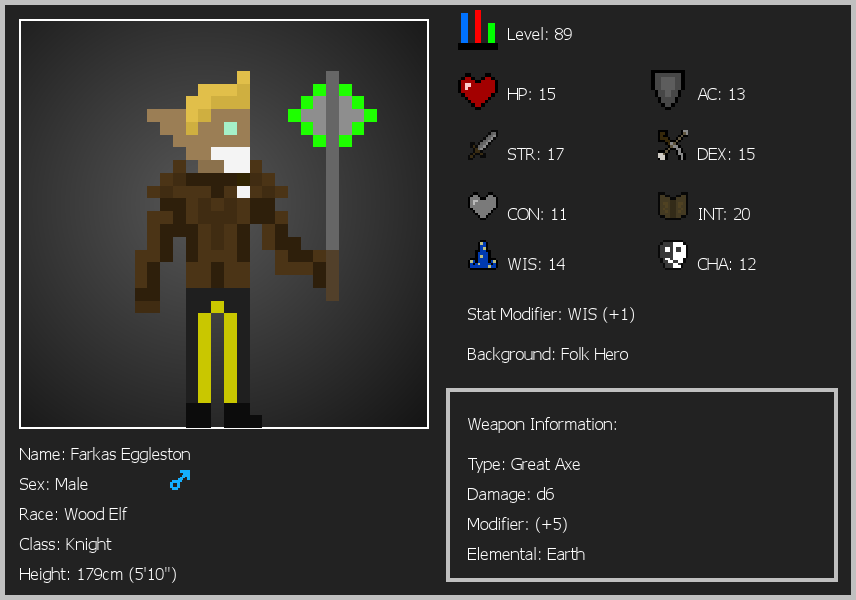 Level: 89
HP: 15
AC: 13
STR: 17
DEX: 15
CON: 11
INT: 20
WIS: 14
CHA: 12
Stat Modifier: WIS (+1)
Background: Folk Hero
Weapon Information:
Type: Great Axe
Damage: d6
Modifier: (+5)
Elemental: Earth
Name: Farkas Eggleston
Sex: Male
Race: Wood Elf
Class: Knight
Height: 179cm (5'10")